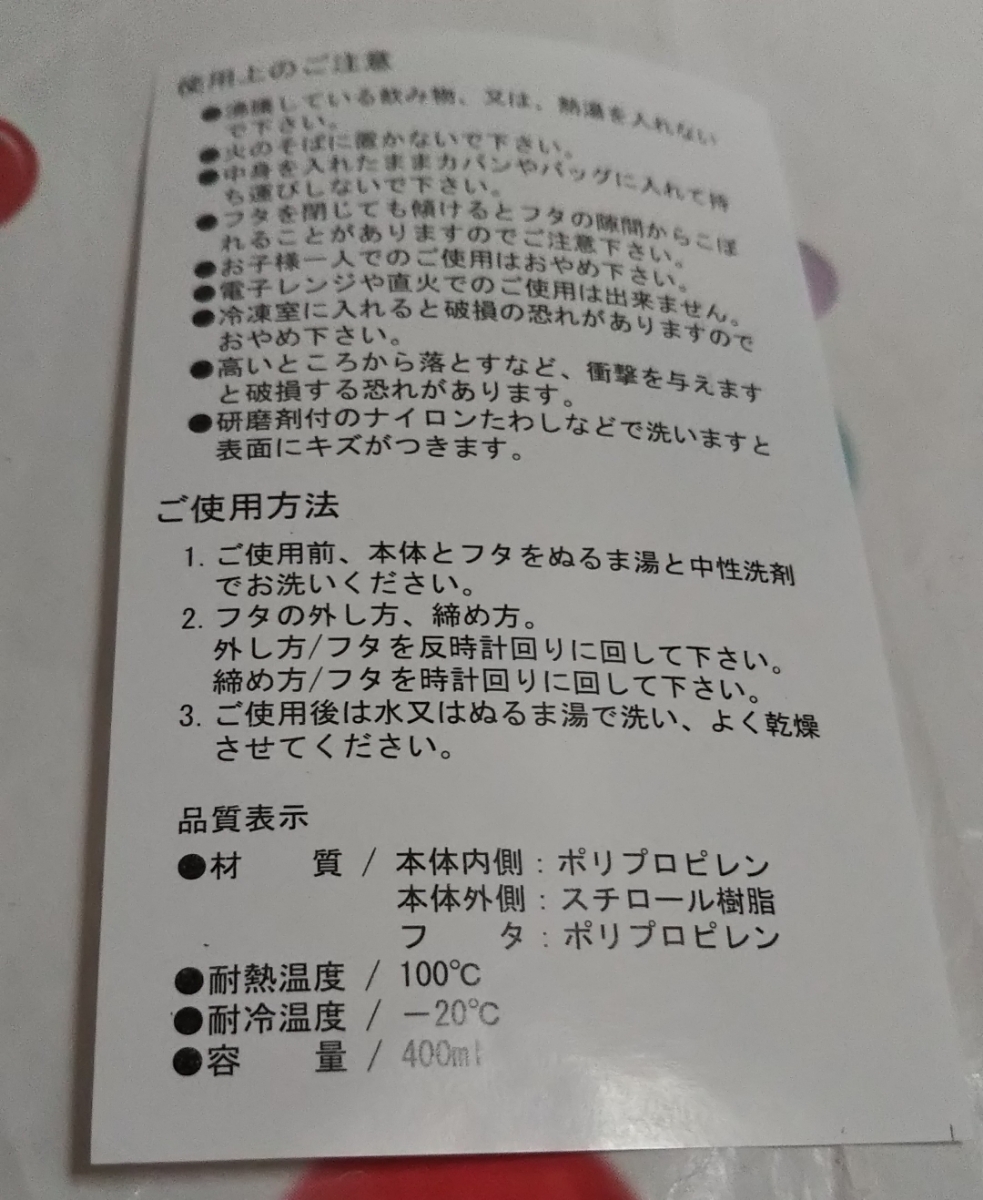 使用上のご注意
●沸騰している飲み物、又は、熱湯を入れない
で下さい。
●火のそばに置かないで下さい。
●中身を入れたままカバンやバッグに入れて持
ち運びしないで下さい。
●フタを閉じても傾けるとフタの隙間からこぼ
れることがありますのでご注意下さい。
●お子様一人でのご使用はおやめ下さい。
●電子レンジや直火でのご使用は出来ません。
●冷凍室に入れると破損の恐れがありますので
おやめ下さい。
●高いところから落とすなど、衝撃を与えます
と破損する恐れがあります。
●研磨剤付のナイロンたわしなどで洗いますと
表面にキズがつきます。
ご使用方法
1. ご使用前、本体とフタをぬるま湯と中性洗剤
でお洗いください。
2. フタの外し方、締め方。
外し方/フタを反時計回りに回して下さい。
締め方/フタを時計回りに回して下さい。
3. ご使用後は水又はぬるま湯で洗い、よく乾燥
させてください。
品質表示
●材　　質 / 本体内側：ポリプロピレン
本体外側：スチロール樹脂
フ　　タ：ポリプロピレン
●耐熱温度 / 100℃
●耐冷温度 / －20℃
●容　　量 / 400ml